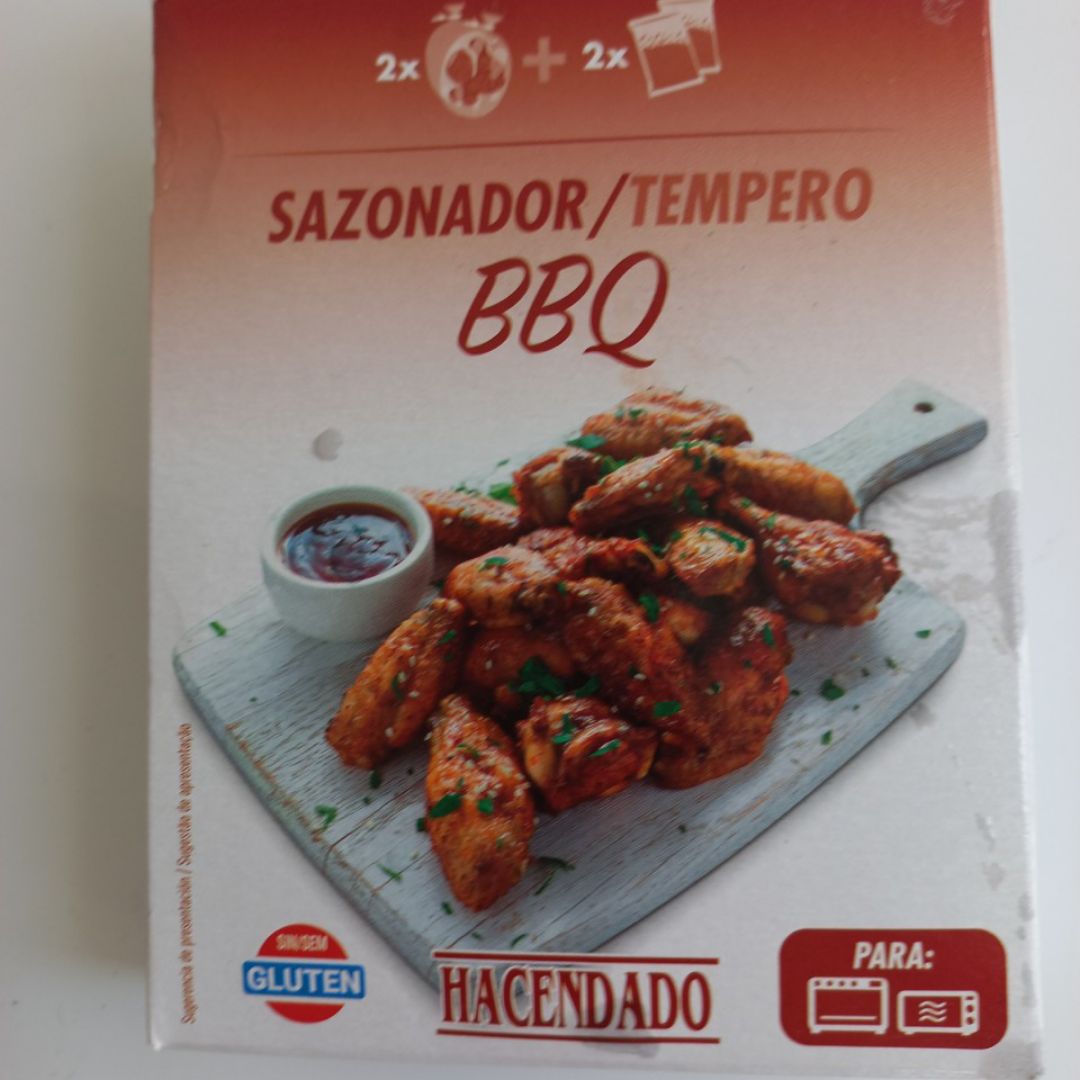 2x + 2x
SAZONADOR/TEMPERO
BBQ
Sugerencia de presentación / Sugestão de apresentação
SIN/SEM
GLUTEN
HACENDADO
PARA: